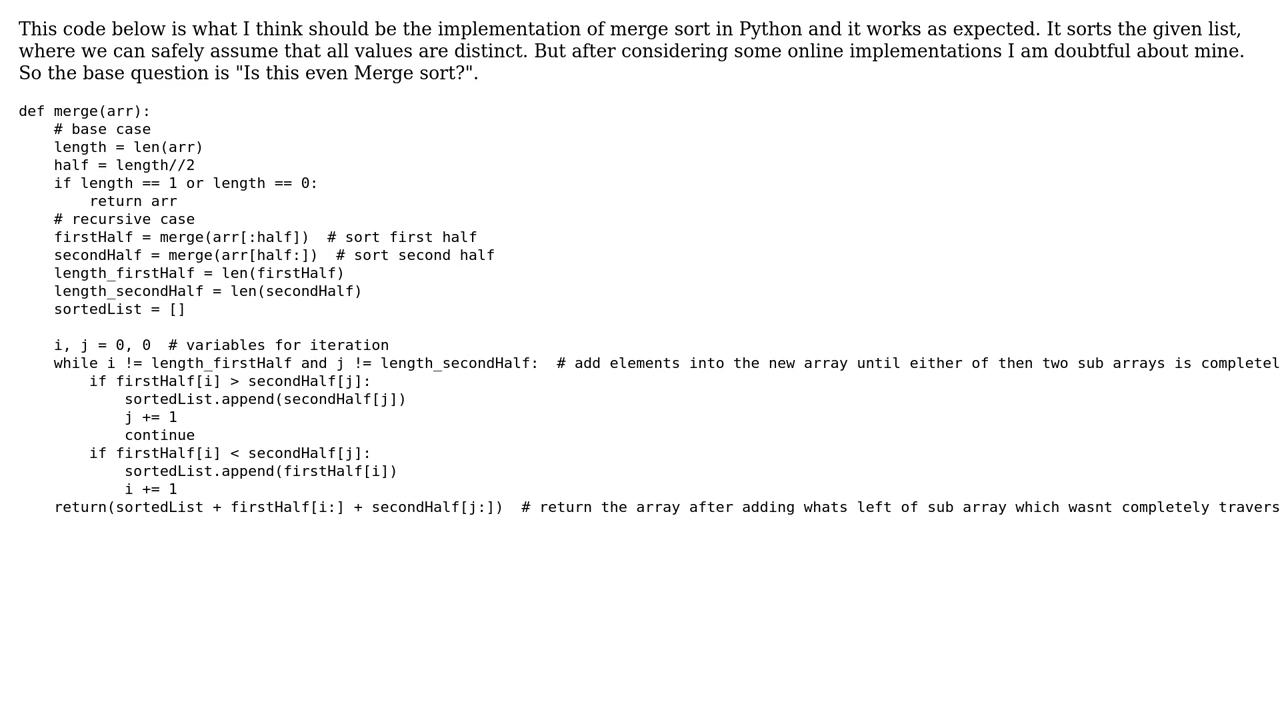 This code below is what I think should be the implementation of merge sort in Python and it works as expected. It sorts the given list,
where we can safely assume that all values are distinct. But after considering some online implementations I am doubtful about mine.
So the base question is "Is this even Merge sort?".
def merge(arr):
    # base case
    length = len(arr)
    half = length//2
    if length == 1 or length == 0:
        return arr
    # recursive case
    firstHalf = merge(arr[:half])  # sort first half
    secondHalf = merge(arr[half:])  # sort second half
    length_firstHalf = len(firstHalf)
    length_secondHalf = len(secondHalf)
    sortedList = []

    i, j = 0, 0  # variables for iteration
    while i != length_firstHalf and j != length_secondHalf:  # add elements into the new array until either of then two sub arrays is completel
        if firstHalf[i] > secondHalf[j]:
            sortedList.append(secondHalf[j])
            j += 1
            continue
        if firstHalf[i] < secondHalf[j]:
            sortedList.append(firstHalf[i])
            i += 1
    return(sortedList + firstHalf[i:] + secondHalf[j:])  # return the array after adding whats left of sub array which wasnt completely travers